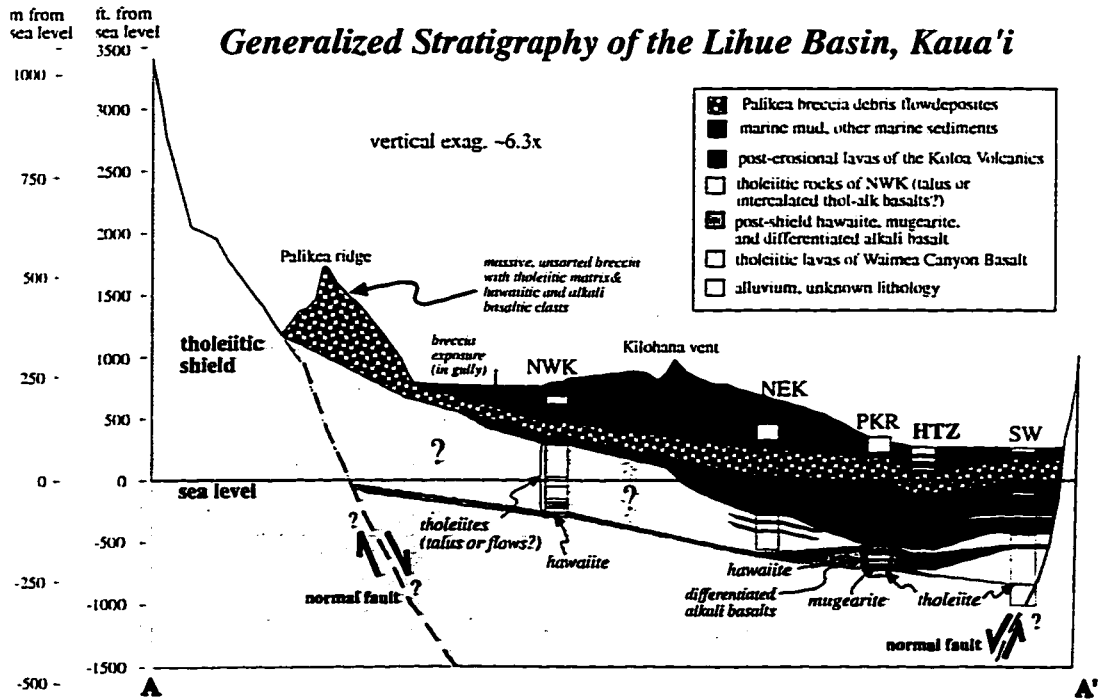 m from
sea level
ft. from
sea level
Generalized Stratigraphy of the Lihue Basin, Kaua'i
3500
1000
3000
2500
750
2000
500
1500
1000
250
500
0
0
-500
-250
-1000
-1500
-500
vertical exag. ~6.3x
Palikea breccia debris flowdeposites
marine mud, other marine sediments
post-erosional lavas of the Koloa Volcanics
tholeiitic rocks of NWK (talus or
intercalated thol-alk basalts?)
post-shield hawaiite, mugearite,
and differentiated alkali basalt
tholeiitic lavas of Waimea Canyon Basalt
alluvium, unknown lithology
Palikea ridge
massive, unsorted breccia
with tholeiitic matrix &
hawaiitic and alkali
basaltic clasts
tholeiitic
shield
breccia
exposure
(in gully)
NWK
Kilohana vent
NEK
PKR
HTZ
SW
?
sea level
?
tholeiites
(talus or flows?)
hawaiite
?
?
normal fault
hawaiite
differentiated
alkali basalts
mugearite
tholeiite
?
normal fault
A
A'